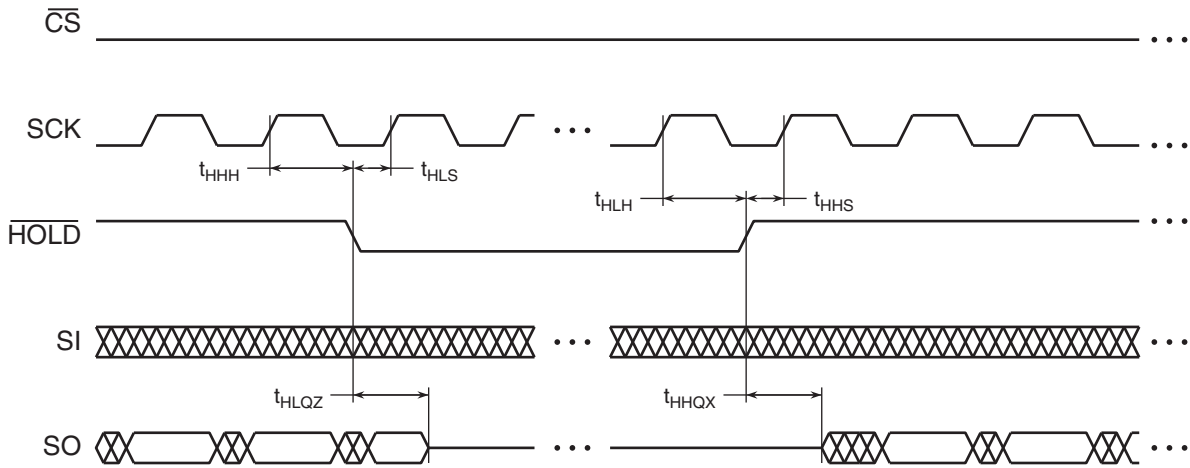 CS
SCK
tHHH
tHLS
tHLH
tHHS
HOLD
SI
tHLQZ
tHHQX
SO